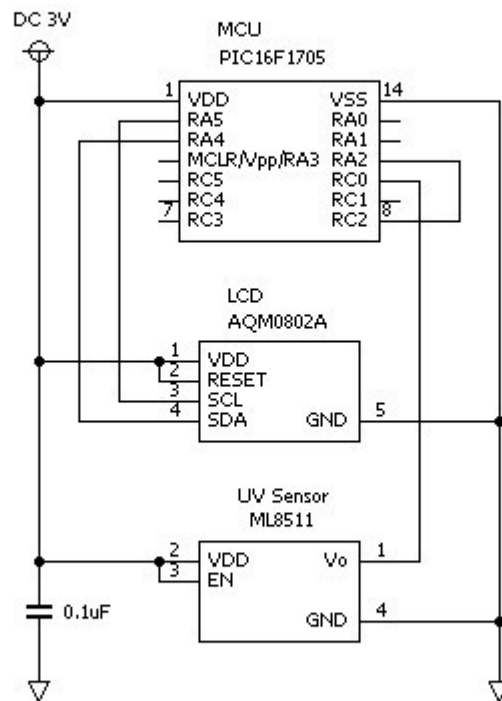 DC 3V
MCU
PIC16F1705
1 VDD VSS 14
RA5 RA0
RA4 RA1
MCLR/Vpp/RA3 RA2
RC5 RC0
RC4 RC1
7 RC3 RC2 8
LCD
AQM0802A
1 VDD
2 RESET
3 SCL
4 SDA GND 5
UV Sensor
ML8511
2 VDD Vo 1
3 EN
0.1uF GND 4